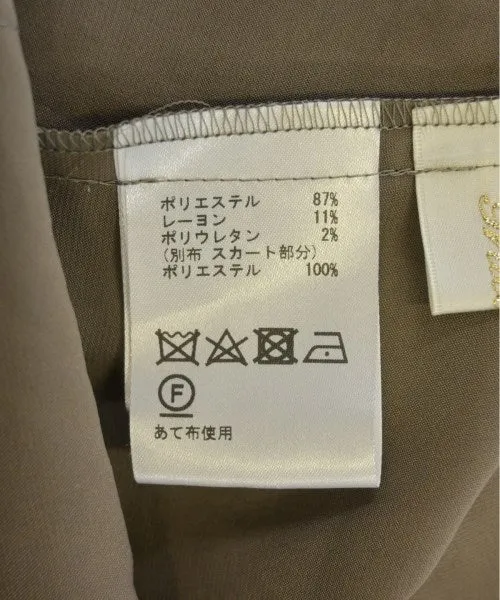 ポリエステル 87%
レーヨン 11%
ポリウレタン 2%
(別布 スカート部分)
ポリエステル 100%
F
あて布使用